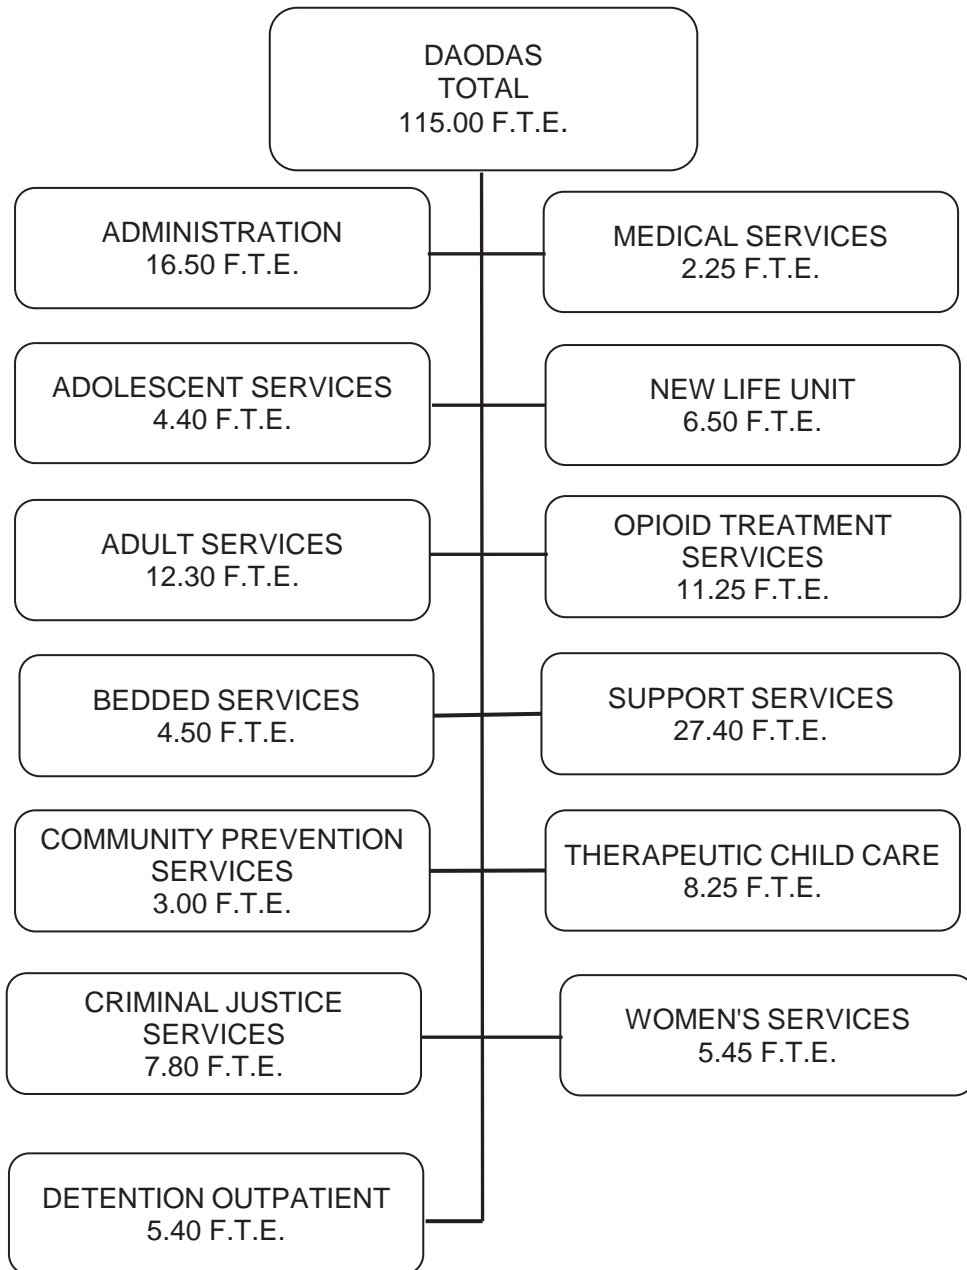 DAODAS
TOTAL
115.00 F.T.E.
ADMINISTRATION
16.50 F.T.E.
MEDICAL SERVICES
2.25 F.T.E.
ADOLESCENT SERVICES
4.40 F.T.E.
NEW LIFE UNIT
6.50 F.T.E.
ADULT SERVICES
12.30 F.T.E.
OPIOID TREATMENT
SERVICES
11.25 F.T.E.
BEDDED SERVICES
4.50 F.T.E.
SUPPORT SERVICES
27.40 F.T.E.
COMMUNITY PREVENTION
SERVICES
3.00 F.T.E.
THERAPEUTIC CHILD CARE
8.25 F.T.E.
CRIMINAL JUSTICE
SERVICES
7.80 F.T.E.
WOMEN'S SERVICES
5.45 F.T.E.
DETENTION OUTPATIENT
5.40 F.T.E.